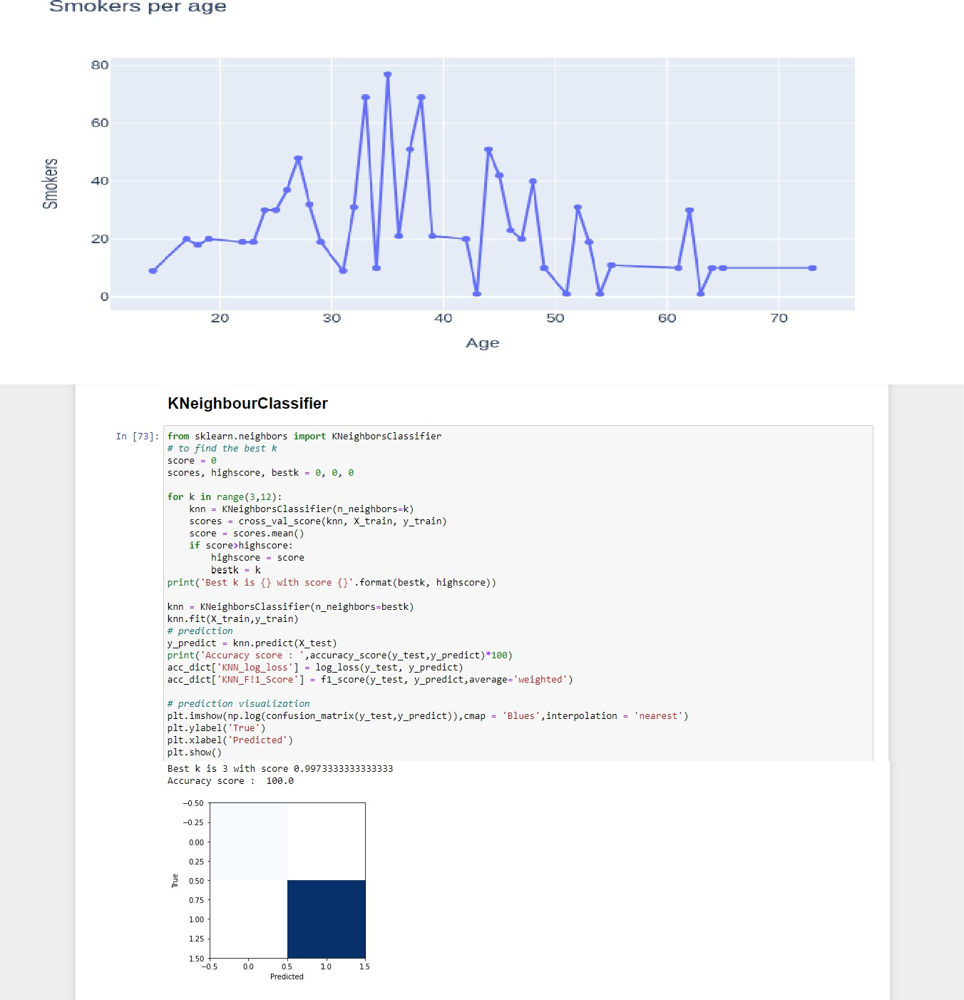 Smokers per age
80
60
40
20
0
Smokers
20 30 40 50 60 70
Age
KNeighbourClassifier
In [73]:
from sklearn.neighbors import KNeighborsClassifier
# to find the best k
score = 0
scores, highscore, bestk = 0, 0, 0
for k in range(3,12):
    knn = KNeighborsClassifier(n_neighbors=k)
    scores = cross_val_score(knn, X_train, y_train)
    score = scores.mean()
    if score>highscore:
        highscore = score
        bestk = k
print('Best k is {} with score {}'.format(bestk, highscore))
knn = KNeighborsClassifier(n_neighbors=bestk)
knn.fit(X_train,y_train)
# prediction
y_predict = knn.predict(X_test)
print('Accuracy score : ',accuracy_score(y_test,y_predict)*100)
acc_dict['KNN_log_loss'] = log_loss(y_test, y_predict)
acc_dict['KNN_F!1_Score'] = f1_score(y_test, y_predict,average='weighted')
# prediction visualization
plt.imshow(np.log(confusion_matrix(y_test,y_predict)),cmap = 'Blues',interpolation = 'nearest')
plt.ylabel('True')
plt.xlabel('Predicted')
plt.show()
Best k is 3 with score 0.9973333333333333
Accuracy score :  100.0
−0.50
−0.25
0.00
0.25
0.50
0.75
1.00
1.25
1.50
True
−0.5 0.0 0.5 1.0 1.5
Predicted